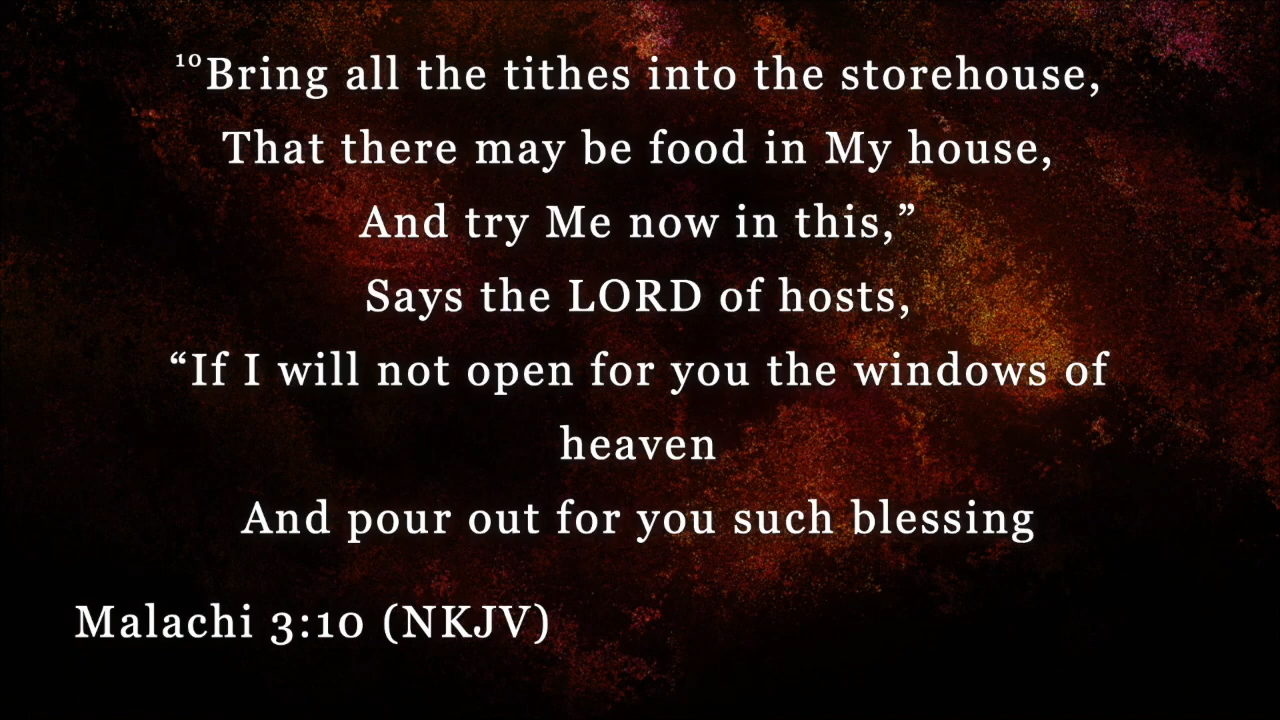 ¹⁰Bring all the tithes into the storehouse,
That there may be food in My house,
And try Me now in this,”
Says the LORD of hosts,
“If I will not open for you the windows of
heaven
And pour out for you such blessing
Malachi 3:10 (NKJV)